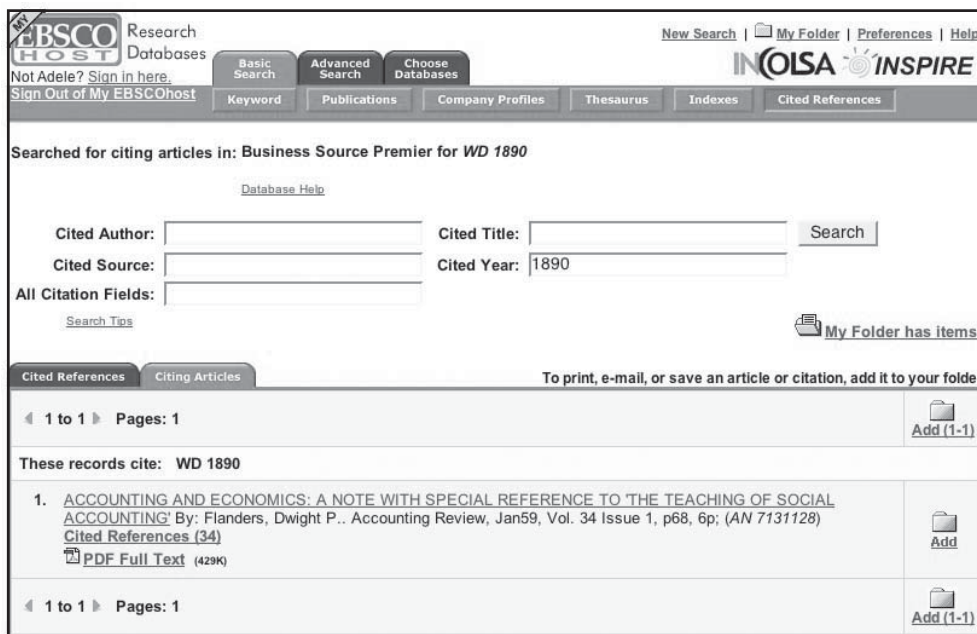 MY
EBSCO Research
HOST Databases
New Search | My Folder | Preferences | Help
Basic Search Advanced Search Choose Databases
INCOLSA INSPIRE
Not Adele? Sign in here.
Sign Out of My EBSCOhost
Keyword Publications Company Profiles Thesaurus Indexes Cited References
Searched for citing articles in: Business Source Premier for WD 1890
Database Help
Cited Author: Cited Title: Search
Cited Source: Cited Year: 1890
All Citation Fields:
Search Tips
My Folder has items
Cited References Citing Articles To print, e-mail, or save an article or citation, add it to your folde
1 to 1 Pages: 1 Add (1-1)
These records cite: WD 1890
1. ACCOUNTING AND ECONOMICS: A NOTE WITH SPECIAL REFERENCE TO 'THE TEACHING OF SOCIAL
ACCOUNTING' By: Flanders, Dwight P.. Accounting Review, Jan59, Vol. 34 Issue 1, p68, 6p; (AN 7131128)
Cited References (34) Add
PDF Full Text (429K)
1 to 1 Pages: 1 Add (1-1)